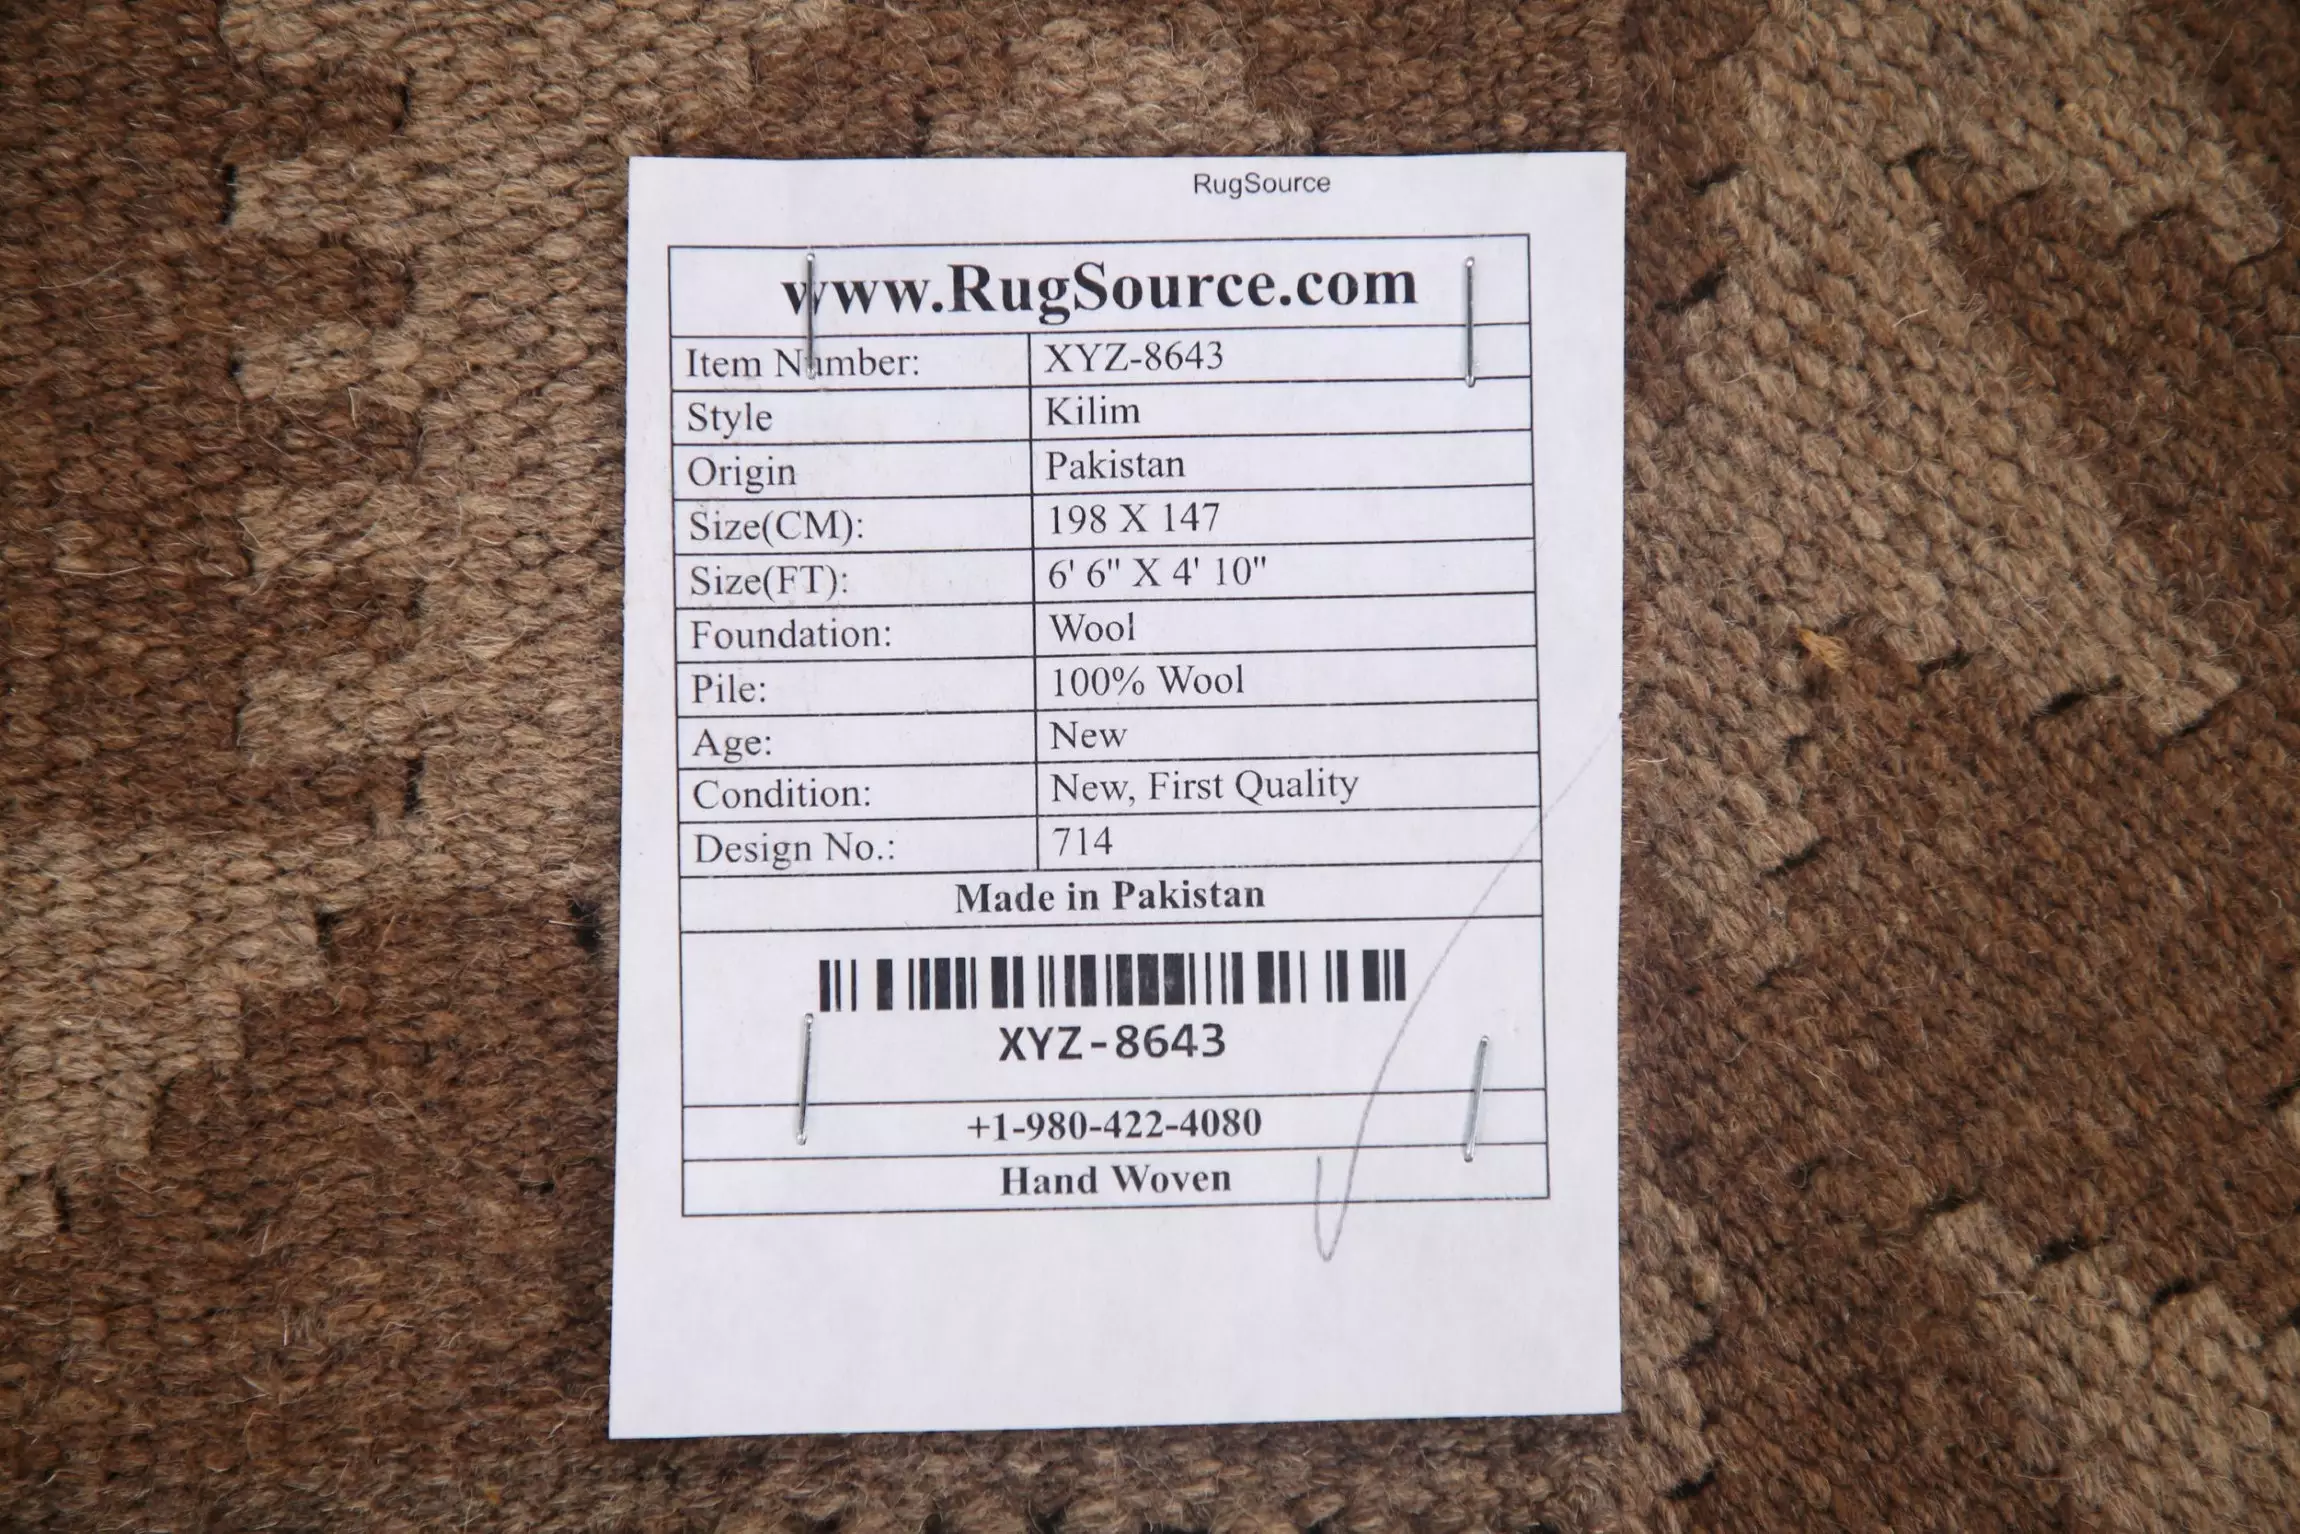 RugSource
www.RugSource.com
Item Number: XYZ-8643
Style Kilim
Origin Pakistan
Size(CM): 198 X 147
Size(FT): 6' 6" X 4' 10"
Foundation: Wool
Pile: 100% Wool
Age: New
Condition: New, First Quality
Design No.: 714
Made in Pakistan
XYZ-8643
+1-980-422-4080
Hand Woven